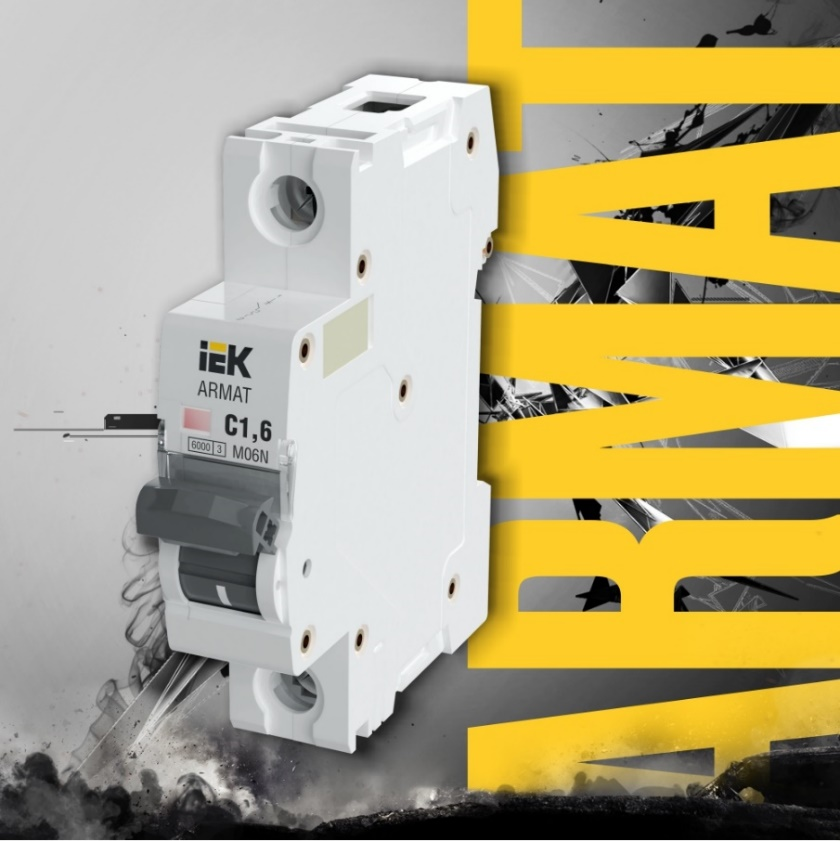 IEK
ARMAT
C1,6
6000 3 M06N
ARMAT